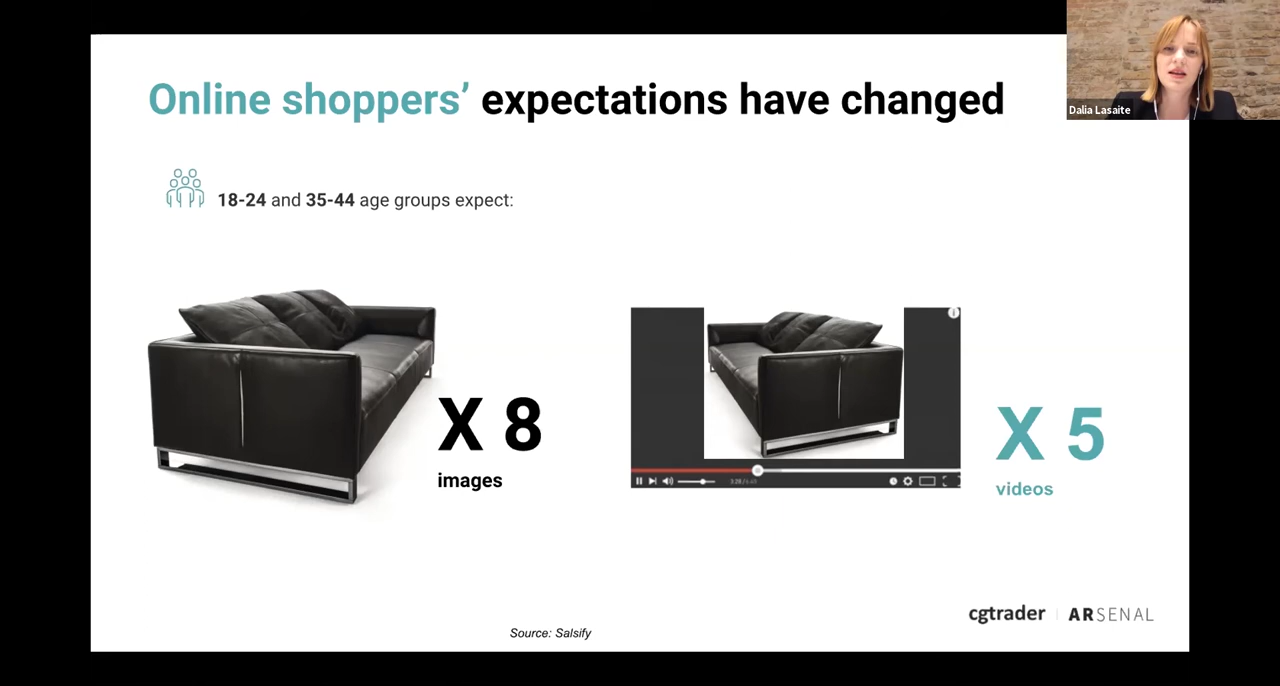 Online shoppers’ expectations have changed
Dalia Lasaite
18-24 and 35-44 age groups expect:
X 8
images
X 5
videos
cgtrader | ARSENAL
Source: Salsify